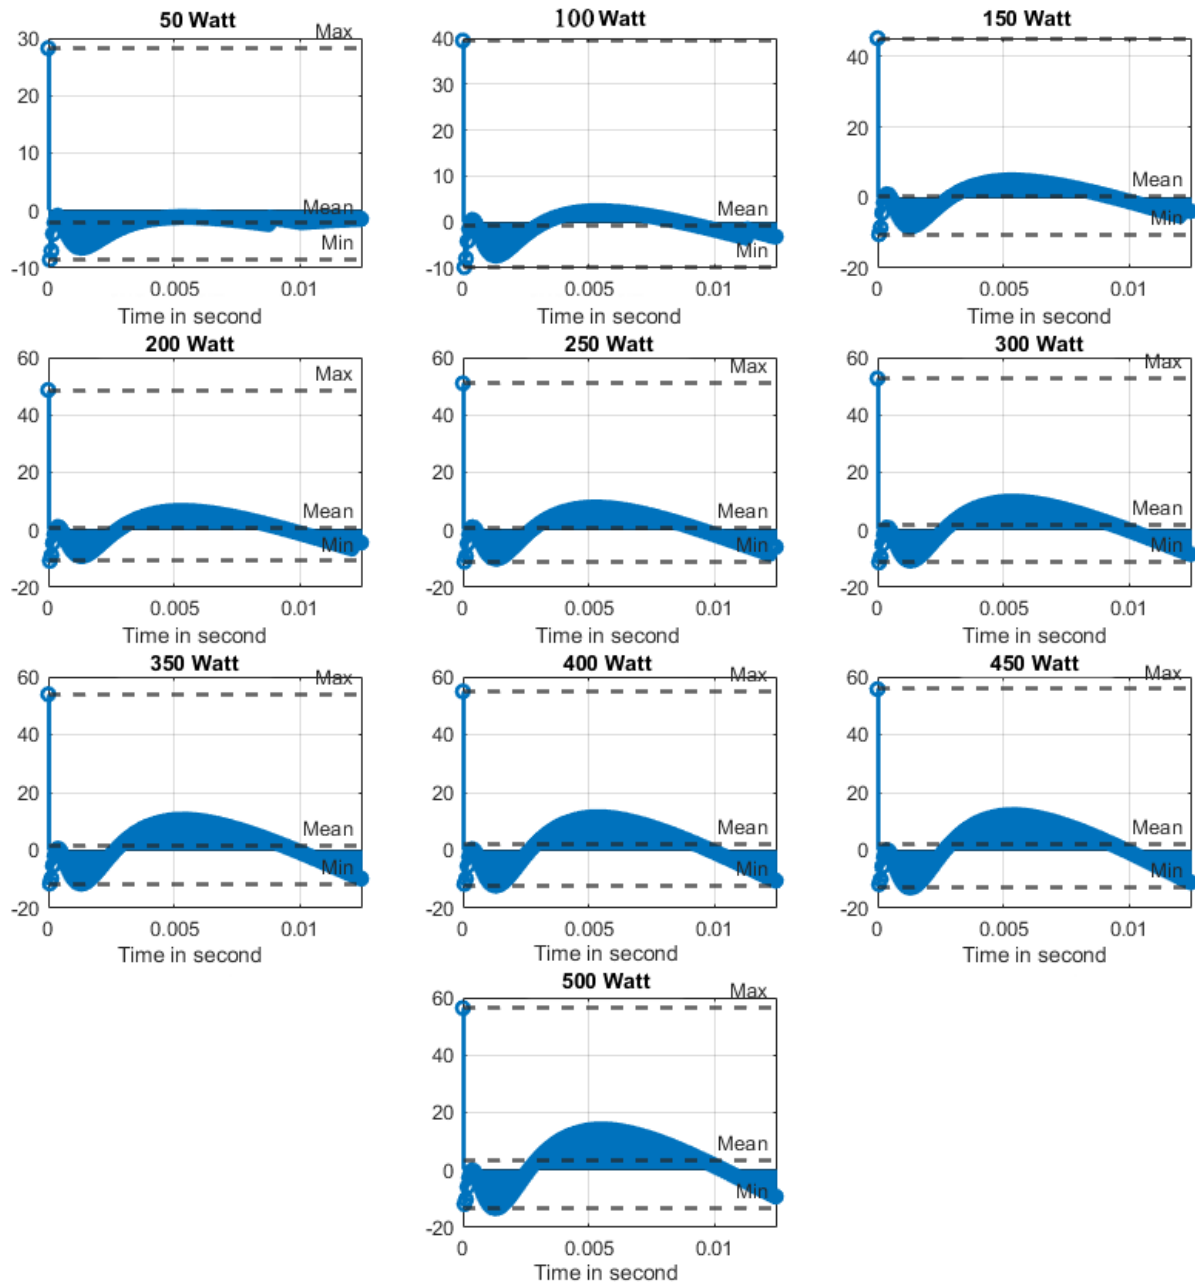 50 Watt
Max
30
20
10
0
-10
Mean
Min
0
0.005
0.01
Time in second
100 Watt
40
30
20
10
0
-10
Mean
Min
0
0.005
0.01
Time in second
150 Watt
40
20
0
-20
Mean
Min
0
0.005
0.01
Time in second
200 Watt
60
40
20
0
-20
Max
Mean
Min
0
0.005
0.01
Time in second
250 Watt
60
40
20
0
-20
Max
Mean
Min
0
0.005
0.01
Time in second
300 Watt
60
40
20
0
-20
Max
Mean
Min
0
0.005
0.01
Time in second
350 Watt
60
40
20
0
-20
Max
Mean
Min
0
0.005
0.01
Time in second
400 Watt
60
40
20
0
-20
Max
Mean
Min
0
0.005
0.01
Time in second
450 Watt
60
40
20
0
-20
Max
Mean
Min
0
0.005
0.01
Time in second
500 Watt
60
40
20
0
-20
Max
Mean
Min
0
0.005
0.01
Time in second